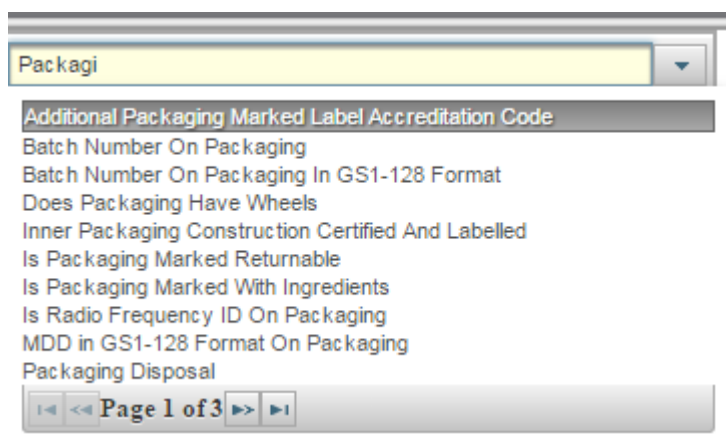 Packagi
Additional Packaging Marked Label Accreditation Code
Batch Number On Packaging
Batch Number On Packaging In GS1-128 Format
Does Packaging Have Wheels
Inner Packaging Construction Certified And Labelled
Is Packaging Marked Returnable
Is Packaging Marked With Ingredients
Is Radio Frequency ID On Packaging
MDD in GS1-128 Format On Packaging
Packaging Disposal
Page 1 of 3